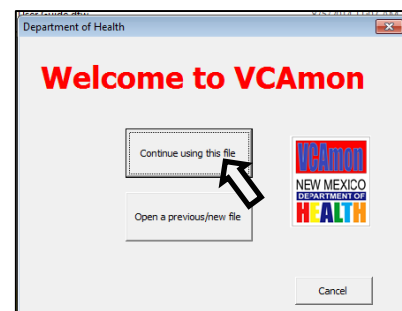 Department of Health
Welcome to VCAmon
Continue using this file
VCAmon
NEW MEXICO
DEPARTMENT OF
HEALTH
Open a previous/new file
Cancel